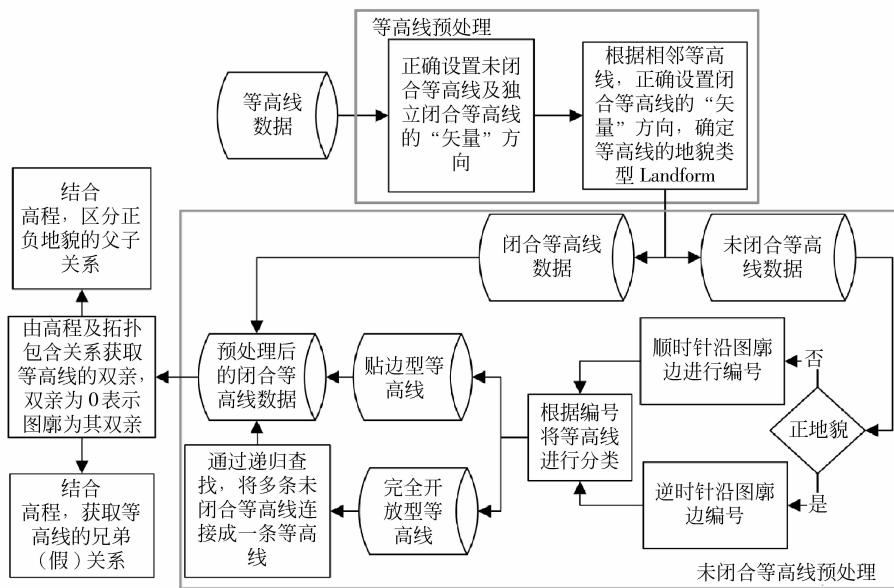 等高线预处理
等高线
数据
正确设置未闭
合等高线及独
立闭合等高线
的“矢量”方
向
根据相邻等高
线，正确设置闭
合等高线的“矢
量”方向，确定
等高线的地貌类
型 Landform
结合
高程，区分正
负地貌的父子
关系
闭合等高线
数据
未闭合等高
线数据
由高程及拓扑
包含关系获取
等高线的双亲，
双亲为0表示
图廓为其双亲
预处理后
的闭合等
高线数据
贴边型等
高线
顺时针沿图廓
边进行编号
否
正地貌
是
根据编号
将等高线
进行分类
逆时针沿图廓
边编号
通过递归查
找，将多条未
闭合等高线连
接成一条等高
线
完全开
放型等
高线
结合
高程，获取等
高线的兄弟
（假）关系
未闭合等高线预处理